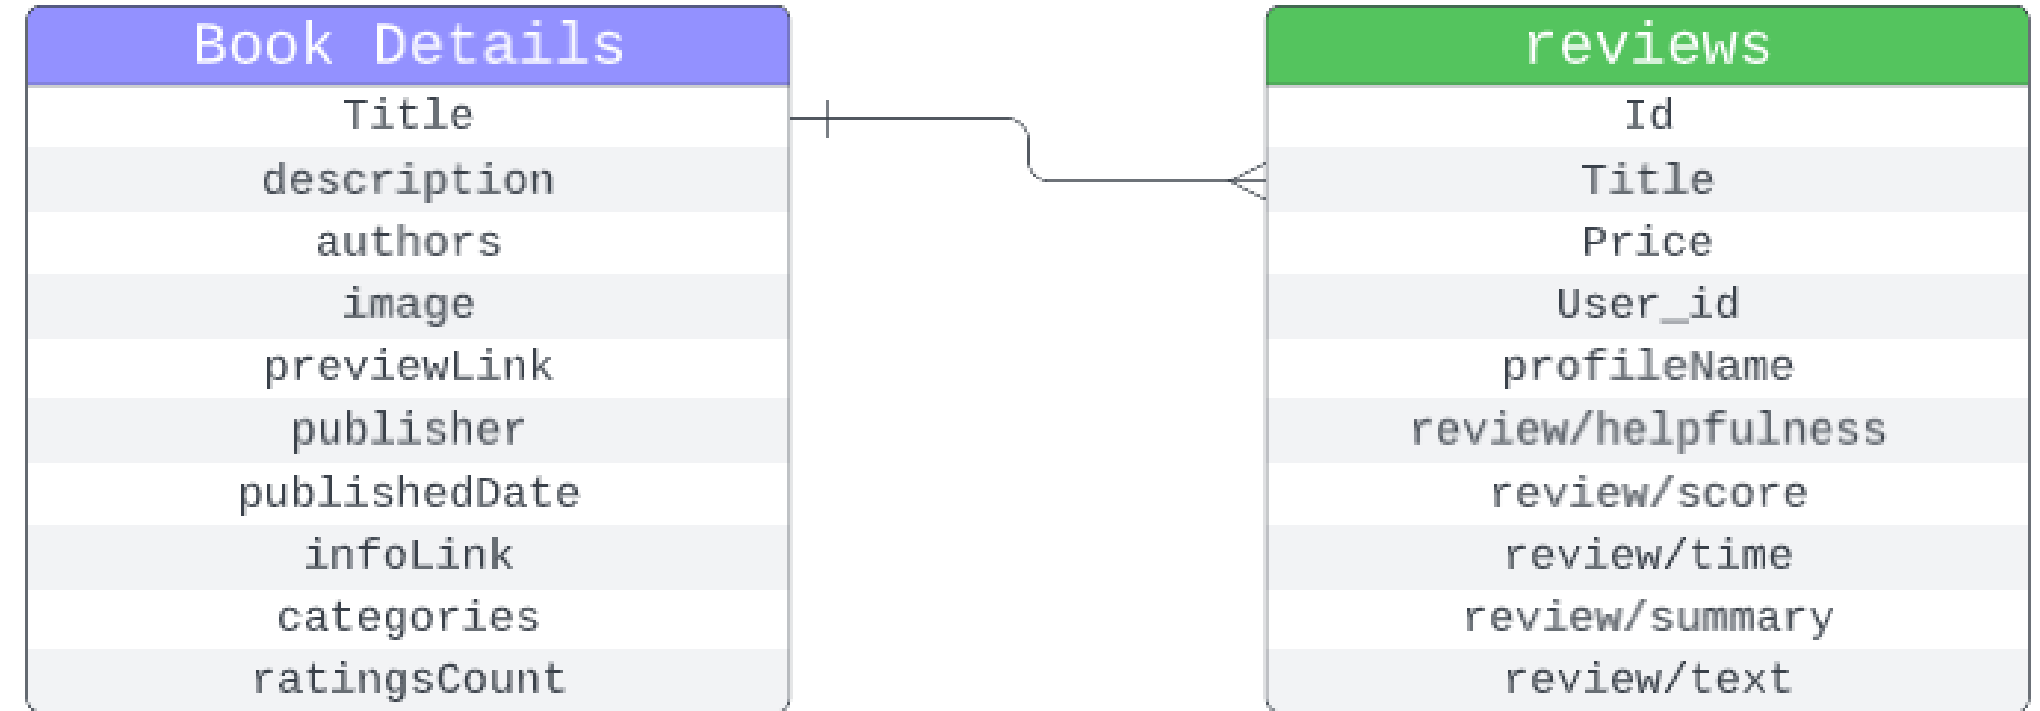 Book Details
Title
description
authors
image
previewLink
publisher
publishedDate
infoLink
categories
ratingsCount
reviews
Id
Title
Price
User_id
profileName
review/helpfulness
review/score
review/time
review/summary
review/text